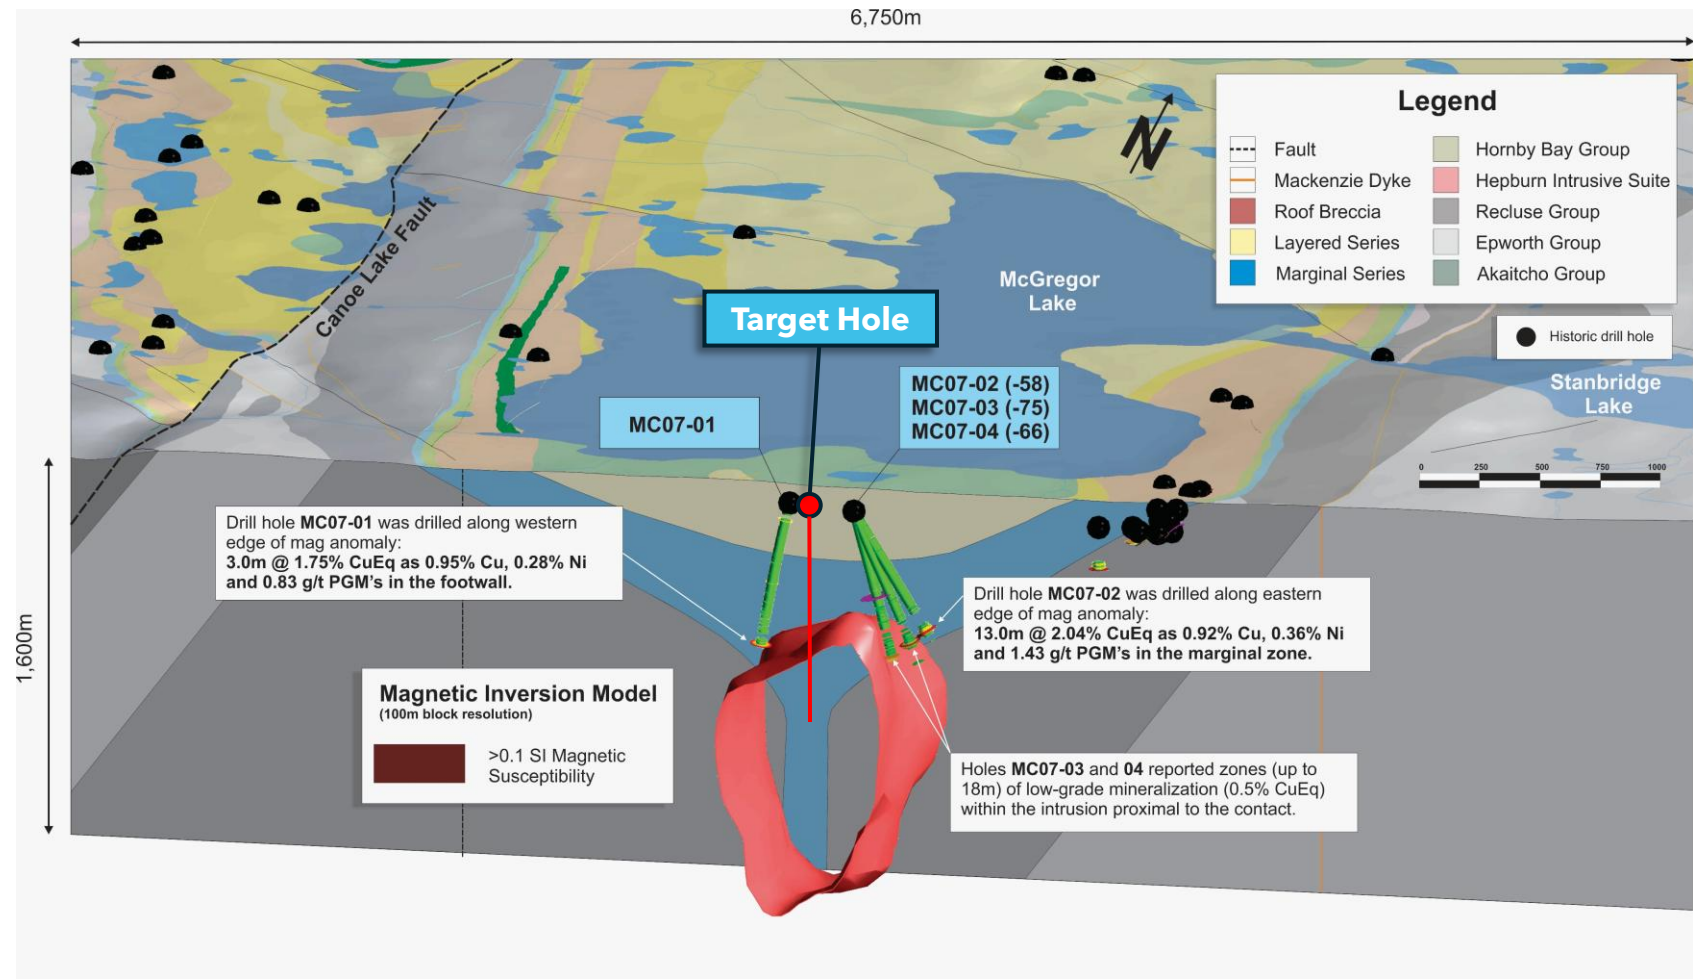 6,750m
N
Legend
Fault
Mackenzie Dyke
Roof Breccia
Layered Series
Marginal Series
Hornby Bay Group
Hepburn Intrusive Suite
Recluse Group
Epworth Group
Akaitcho Group
Historic drill hole
Canoe Lake Fault
McGregor
Lake
Stanbridge
Lake
Target Hole
MC07-01
MC07-02 (-58)
MC07-03 (-75)
MC07-04 (-66)
0 250 500 750 1000
1,600m
Drill hole MC07-01 was drilled along western
edge of mag anomaly:
3.0m @ 1.75% CuEq as 0.95% Cu, 0.28% Ni
and 0.83 g/t PGM's in the footwall.
Drill hole MC07-02 was drilled along eastern
edge of mag anomaly:
13.0m @ 2.04% CuEq as 0.92% Cu, 0.36% Ni
and 1.43 g/t PGM's in the marginal zone.
Magnetic Inversion Model
(100m block resolution)
>0.1 SI Magnetic
Susceptibility
Holes MC07-03 and 04 reported zones (up to
18m) of low-grade mineralization (0.5% CuEq)
within the intrusion proximal to the contact.